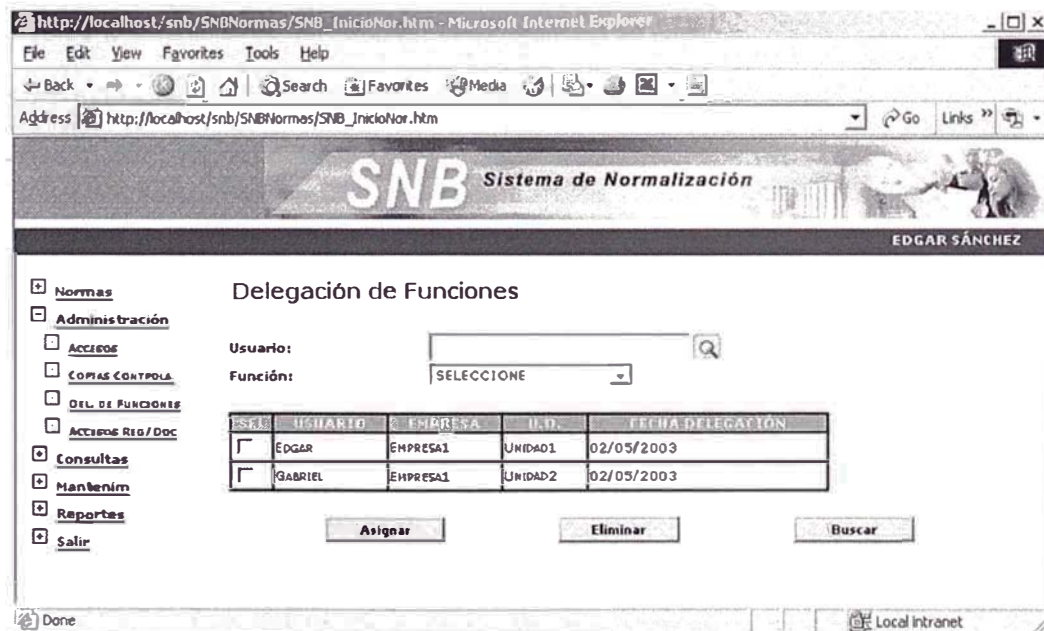 http://localhost/snb/SNBNormas/SNB_InicioNor.htm - Microsoft Internet Explorer
File Edit View Favorites Tools Help
Back Search Favorites Media
Address http://localhost/snb/SNBNormas/SNB_InicioNor.htm Go Links »
SNB Sistema de Normalización
EDGAR SÁNCHEZ
Normas
Administración
Accesos
Copias Controla
Del. de Funciones
Accesos Reg/Doc
Consultas
Mantenim
Reportes
Salir
Delegación de Funciones
Usuario:
Función: SELECCIONE
SEL USUARIO EMPRESA U.D. FECHA DELEGACIÓN
EDGAR EMPRESA1 UNIDAD1 02/05/2003
GABRIEL EMPRESA1 UNIDAD2 02/05/2003
Asignar Eliminar Buscar
Done Local intranet